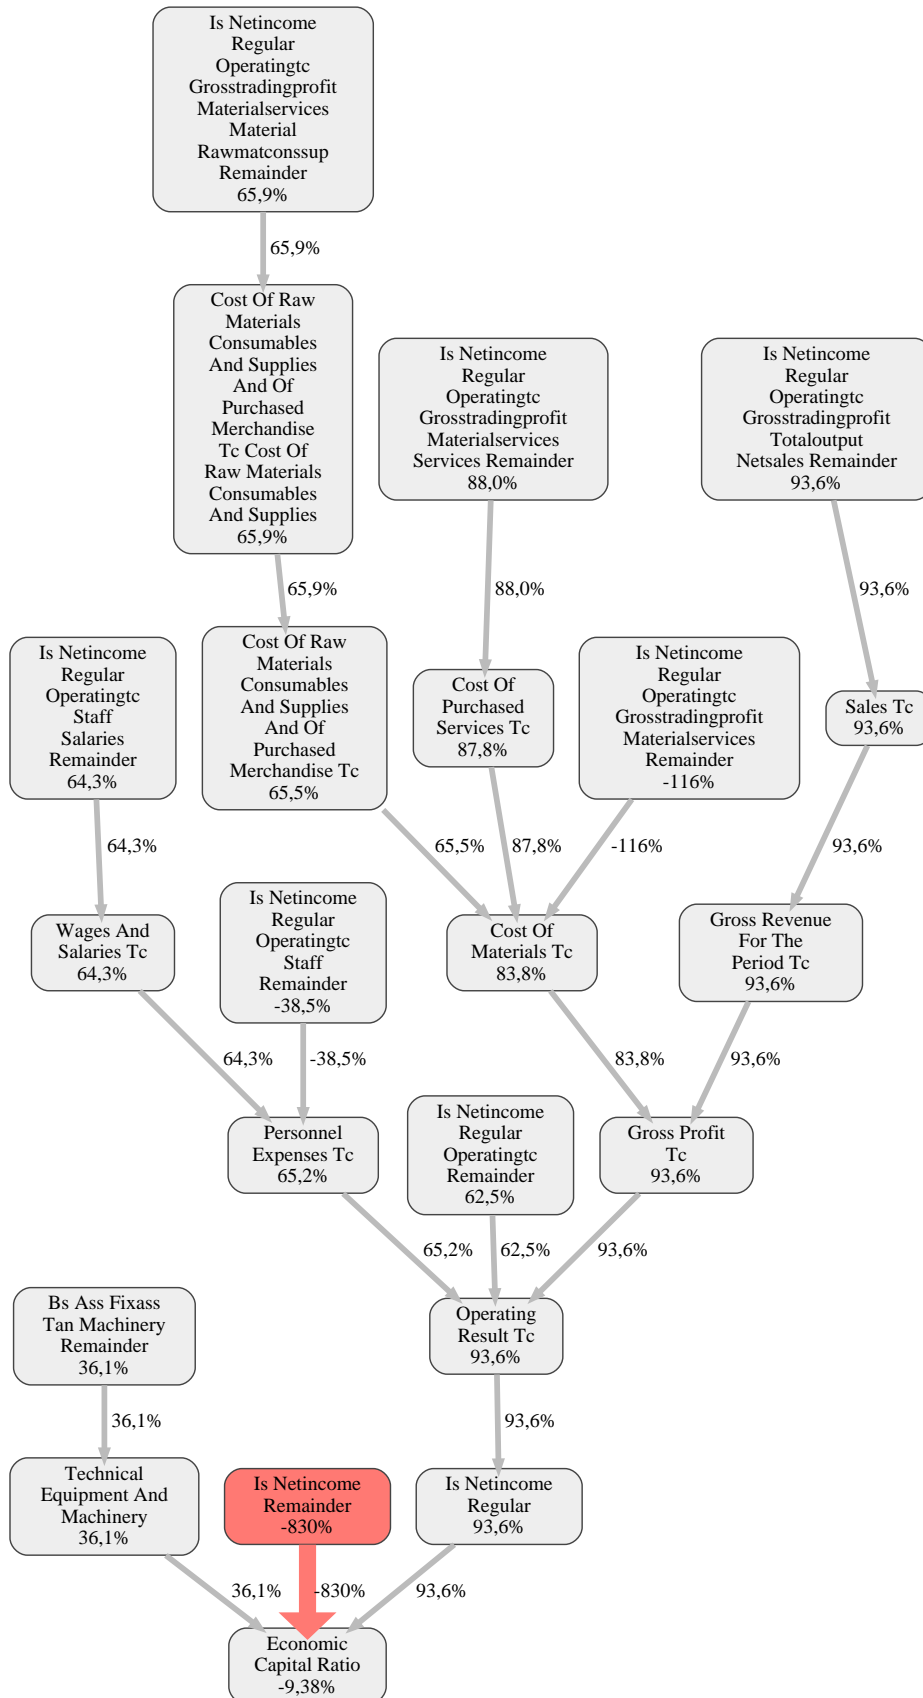 Is Netincome
Regular
Operatingtc
Grosstradingprofit
Materialservices
Material
Rawmatconssup
Remainder
65,9%
65,9%
Cost Of Raw
Materials
Consumables
And Supplies
And Of
Purchased
Merchandise
Tc Cost Of
Raw Materials
Consumables
And Supplies
65,9%
Is Netincome
Regular
Operatingtc
Grosstradingprofit
Materialservices
Services Remainder
88,0%
Is Netincome
Regular
Operatingtc
Grosstradingprofit
Totaloutput
Netsales Remainder
93,6%
65,9%
88,0%
93,6%
Is Netincome
Regular
Operatingtc
Staff
Salaries
Remainder
64,3%
Cost Of Raw
Materials
Consumables
And Supplies
And Of
Purchased
Merchandise Tc
65,5%
Cost Of
Purchased
Services Tc
87,8%
Is Netincome
Regular
Operatingtc
Grosstradingprofit
Materialservices
Remainder
-116%
Sales Tc
93,6%
64,3%
65,5%
87,8%
-116%
93,6%
Wages And
Salaries Tc
64,3%
Is Netincome
Regular
Operatingtc
Staff
Remainder
-38,5%
Cost Of
Materials Tc
83,8%
Gross Revenue
For The
Period Tc
93,6%
64,3%
-38,5%
83,8%
93,6%
Personnel
Expenses Tc
65,2%
Is Netincome
Regular
Operatingtc
Remainder
62,5%
Gross Profit
Tc
93,6%
65,2%
62,5%
93,6%
Bs Ass Fixass
Tan Machinery
Remainder
36,1%
Operating
Result Tc
93,6%
36,1%
93,6%
Technical
Equipment And
Machinery
36,1%
Is Netincome
Remainder
-830%
Is Netincome
Regular
93,6%
36,1%
-830%
93,6%
Economic
Capital Ratio
-9,38%